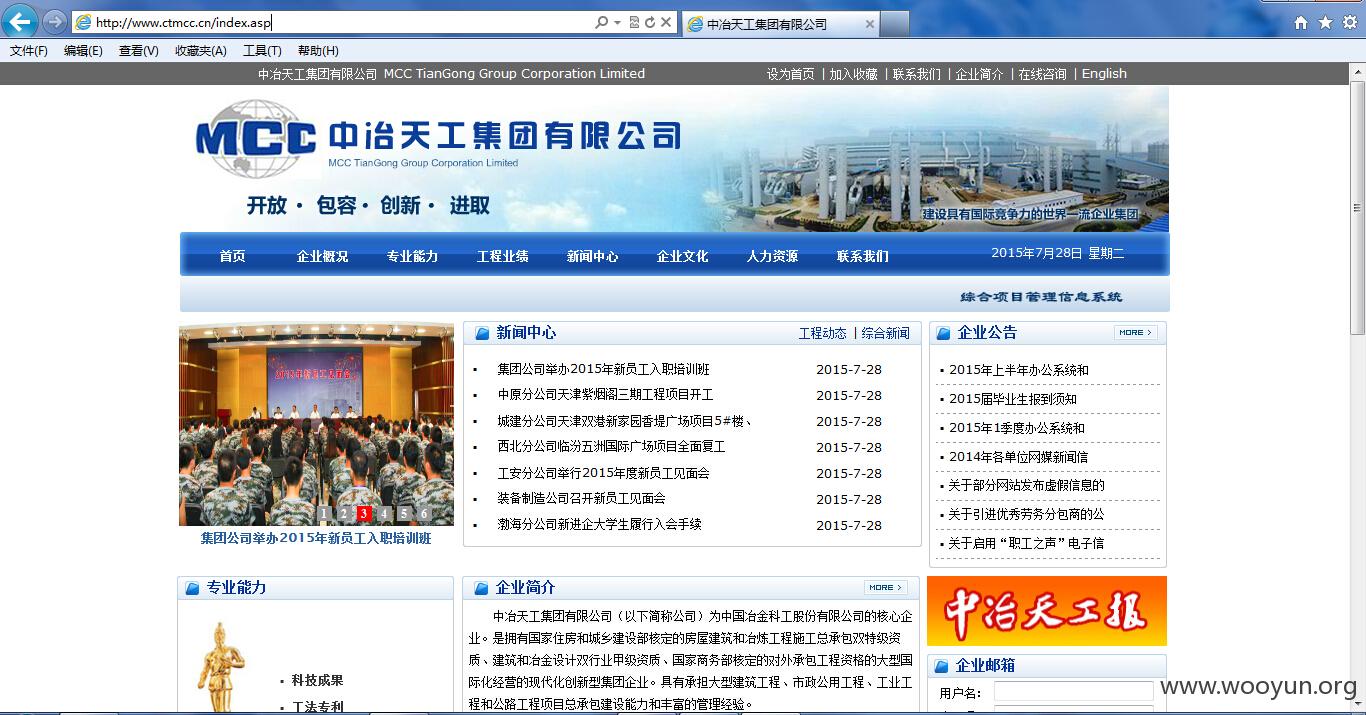 http://www.ctmcc.cn/index.asp
中冶天工集团有限公司
文件(F) 编辑(E) 查看(V) 收藏夹(A) 工具(T) 帮助(H)
中冶天工集团有限公司 MCC TianGong Group Corporation Limited
设为首页 | 加入收藏 | 联系我们 | 企业简介 | 在线咨询 | English
MCC 中冶天工集团有限公司
MCC TianGong Group Corporation Limited
开放 · 包容 · 创新 · 进取
建设具有国际竞争力的世界一流企业集团
首页 企业概况 专业能力 工程业绩 新闻中心 企业文化 人力资源 联系我们
2015年7月28日 星期二
综合项目管理信息系统
1 2 3 4 5 6
集团公司举办2015年新员工入职培训班
新闻中心 工程动态 | 综合新闻
集团公司举办2015年新员工入职培训班 2015-7-28
中原分公司天津紫烟阁三期工程项目开工 2015-7-28
城建分公司天津双港新家园香堤广场项目5#楼、 2015-7-28
西北分公司临汾五洲国际广场项目全面复工 2015-7-28
工安分公司举行2015年度新员工见面会 2015-7-28
装备制造公司召开新员工见面会 2015-7-28
渤海分公司新进企大学生履行入会手续 2015-7-28
企业公告 MORE >
2015年上半年办公系统和
2015届毕业生报到须知
2015年1季度办公系统和
2014年各单位网媒新闻信
关于部分网站发布虚假信息的
关于引进优秀劳务分包商的公
关于启用“职工之声”电子信
专业能力
科技成果
工法专利
企业简介 MORE >
中冶天工集团有限公司（以下简称公司）为中国冶金科工股份有限公司的核心企
业。是拥有国家住房和城乡建设部核定的房屋建筑和冶炼工程施工总承包双特级资
质、建筑和冶金设计双行业甲级资质、国家商务部核定的对外承包工程资格的大型国
际化经营的现代化创新型集团企业。具有承担大型建筑工程、市政公用工程、工业工
程和公路工程项目总承包建设能力和丰富的管理经验。
中冶天工报
企业邮箱
用户名：
www.wooyun.org